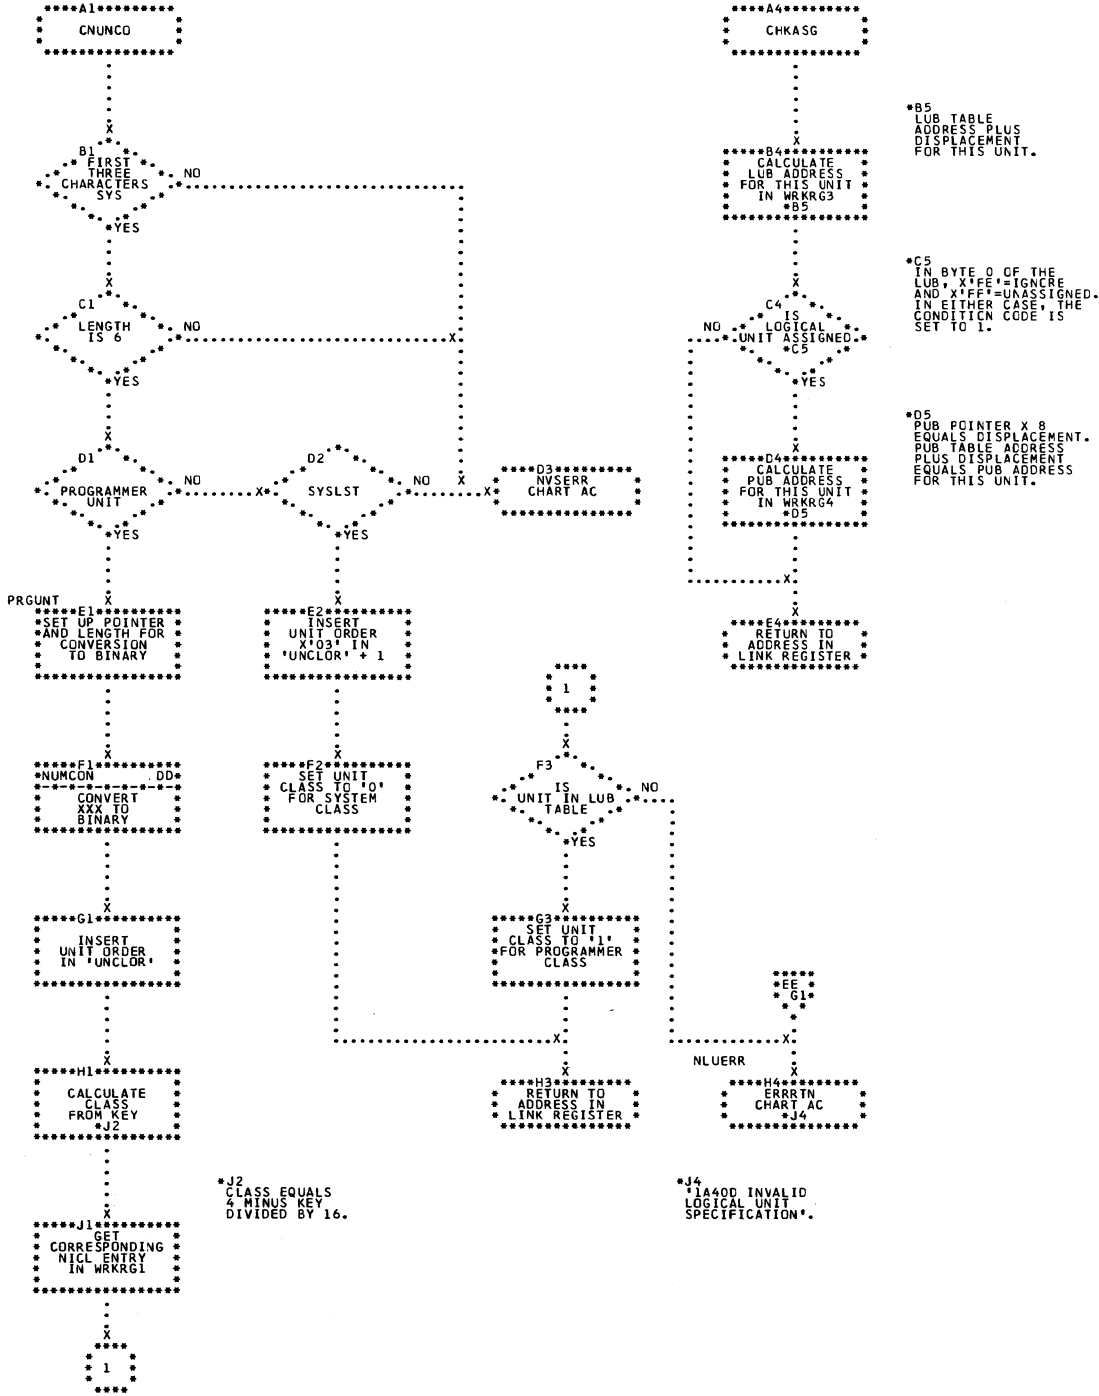 A1
CNUNCO
B1
FIRST
THREE
CHARACTERS
SYS
NO
YES
C1
LENGTH
IS 6
NO
YES
D1
PROGRAMMER
UNIT
NO
YES
D2
SYSLST
NO
YES
D3
NVSERR
CHART AC
PRGUNT
E1
SET UP POINTER
AND LENGTH FOR
CONVERSION
TO BINARY
E2
INSERT
UNIT ORDER
X'03' IN
'UNCLOR' + 1
F1
*NUMCON DD*
CONVERT
XXX TO
BINARY
F2
SET UNIT
CLASS TO '0'
FOR SYSTEM
CLASS
1
F3
IS
UNIT IN LUB
TABLE
NO
YES
G1
INSERT
UNIT ORDER
IN 'UNCLOR'
G3
SET UNIT
CLASS TO '1'
FOR PROGRAMMER
CLASS
H1
CALCULATE
CLASS
FROM KEY
*J2
H3
RETURN TO
ADDRESS IN
LINK REGISTER
EE
G1
NLUERR
H4
ERRRTN
CHART AC
*J4
J1
GET
CORRESPONDING
NICL ENTRY
IN WRKRG1
*J2
CLASS EQUALS
4 MINUS KEY
DIVIDED BY 16.
*J4
'1A40D INVALID
LOGICAL UNIT
SPECIFICATION'.
1
A4
CHKASG
B4
CALCULATE
LUB ADDRESS
FOR THIS UNIT
IN WRKRG3
*B5
*B5
LUB TABLE
ADDRESS PLUS
DISPLACEMENT
FOR THIS UNIT.
C4
IS
LOGICAL
UNIT ASSIGNED
*C5
NO
YES
*C5
IN BYTE 0 OF THE
LUB, X'FE'=IGNCRE
AND X'FF'=UNASSIGNED.
IN EITHER CASE, THE
CONDITICN CODE IS
SET TO 1.
D4
CALCULATE
PUB ADDRESS
FOR THIS UNIT
IN WRKRG4
*D5
*D5
PUB POINTER X 8
EQUALS DISPLACEMENT.
PUB TABLE ADDRESS
PLUS DISPLACEMENT
EQUALS PUB ADDRESS
FOR THIS UNIT.
E4
RETURN TO
ADDRESS IN
LINK REGISTER